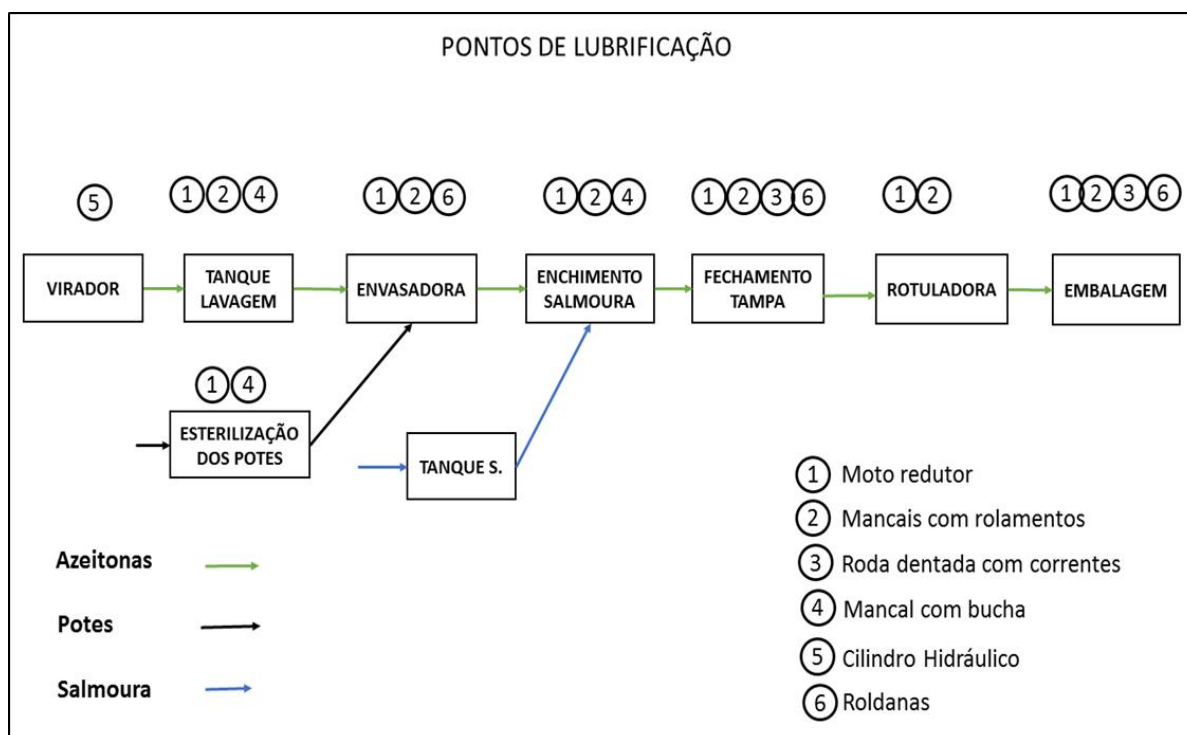 PONTOS DE LUBRIFICAÇÃO
5
1 2 4
1 2 6
1 2 4
1 2 3 6
1 2
1 2 3 6
VIRADOR
TANQUE
LAVAGEM
ENVASADORA
ENCHIMENTO
SALMOURA
FECHAMENTO
TAMPA
ROTULADORA
EMBALAGEM
1 4
ESTERILIZAÇÃO
DOS POTES
TANQUE S.
1 Moto redutor
2 Mancais com rolamentos
3 Roda dentada com correntes
4 Mancal com bucha
5 Cilindro Hidráulico
6 Roldanas
Azeitonas
Potes
Salmoura